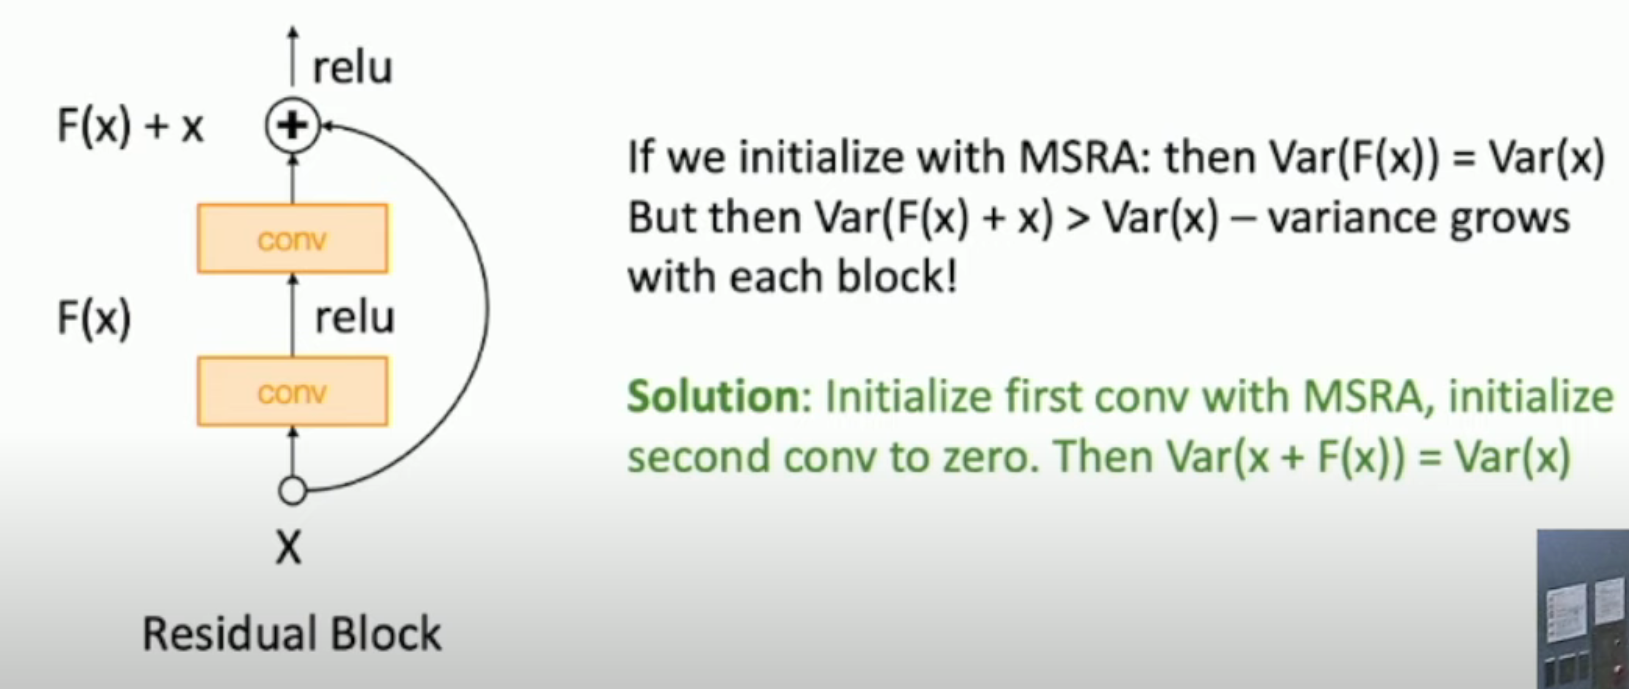 relu
F(x) + x
+
conv
F(x)
relu
conv
X
Residual Block
If we initialize with MSRA: then Var(F(x)) = Var(x)
But then Var(F(x) + x) > Var(x) – variance grows
with each block!
Solution: Initialize first conv with MSRA, initialize
second conv to zero. Then Var(x + F(x)) = Var(x)